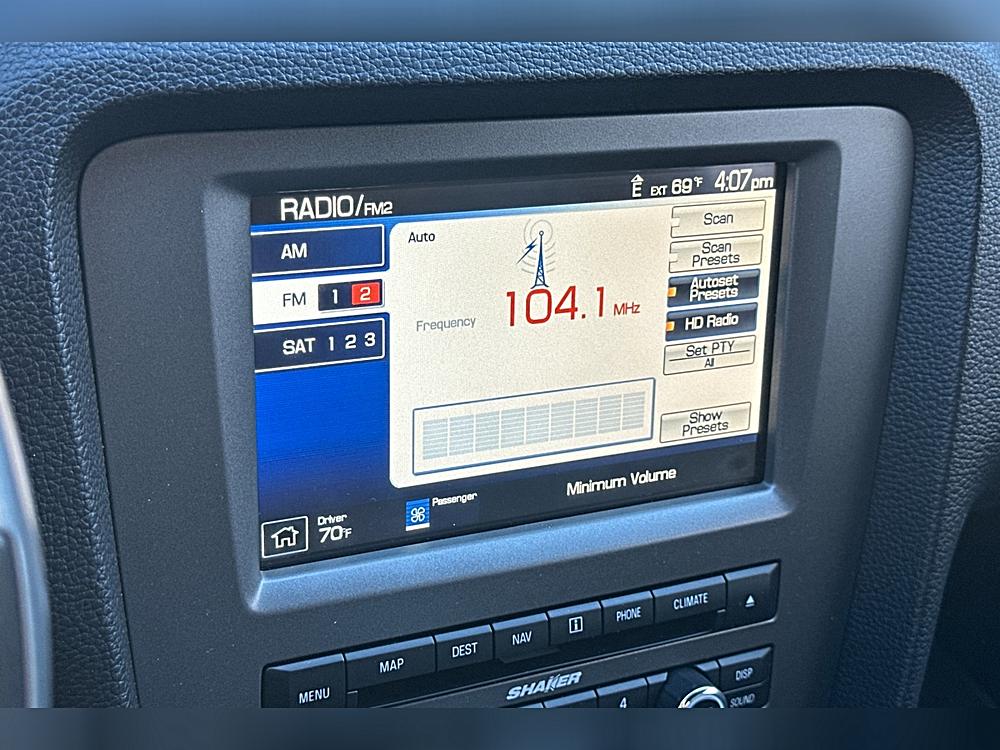 RADIO/FM2
E EXT 69°F 4:07pm
AM
FM 1 2
SAT 1 2 3
Auto
Frequency 104.1 MHz
Scan
Scan
Presets
Autoset
Presets
HD Radio
Set PTY
All
Show
Presets
Minimum Volume
Driver
70°F
Passenger
MENU MAP DEST NAV i PHONE CLIMATE
SHAKER
4
DISP
SOUND